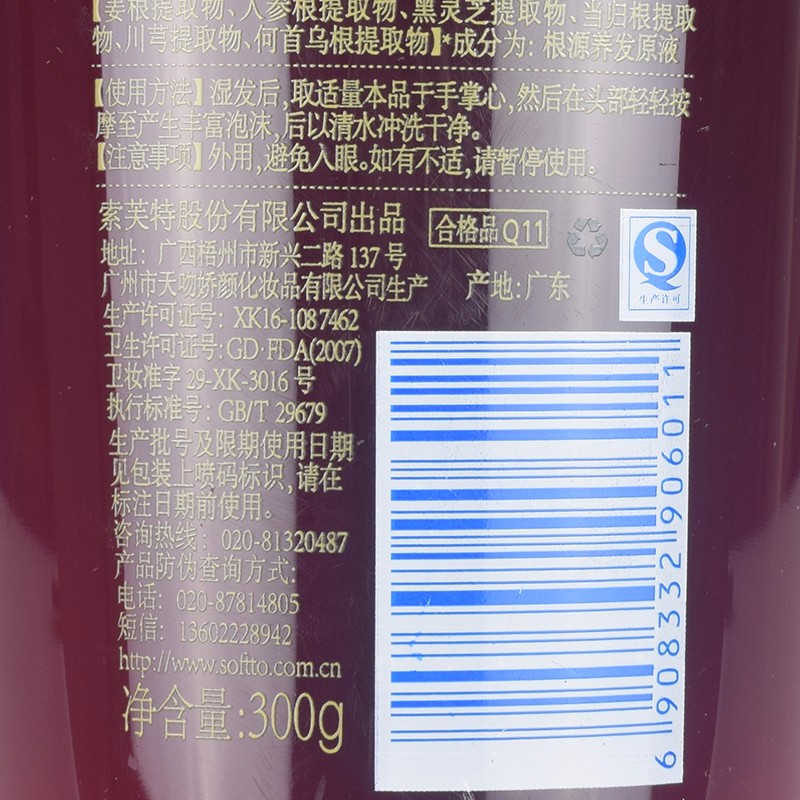 【姜根提取物、人参根提取物、黑灵芝提取物、当归根提取
物、川芎提取物、何首乌根提取物】*成分为: 根源养发原液
【使用方法】湿发后,取适量本品于手掌心,然后在头部轻轻按
摩至产生丰富泡沫,后以清水冲洗干净。
【注意事项】外用,避免入眼。如有不适,请暂停使用。
索芙特股份有限公司出品
合格品 Q11
地址: 广西梧州市新兴二路 137 号
广州市天吻娇颜化妆品有限公司生产 产地:广东
S
生产许可
生产许可证号: XK16-108 7462
卫生许可证号:GD·FDA(2007)
卫妆准字 29-XK-3016 号
执行标准号: GB/T 29679
生产批号及限期使用日期
见包装上喷码标识,请在
标注日期前使用。
咨询热线: 020-81320487
产品防伪查询方式:
电话: 020-87814805
短信: 13602228942
http://www.softto.com.cn
净含量:300g
6 908332 906011